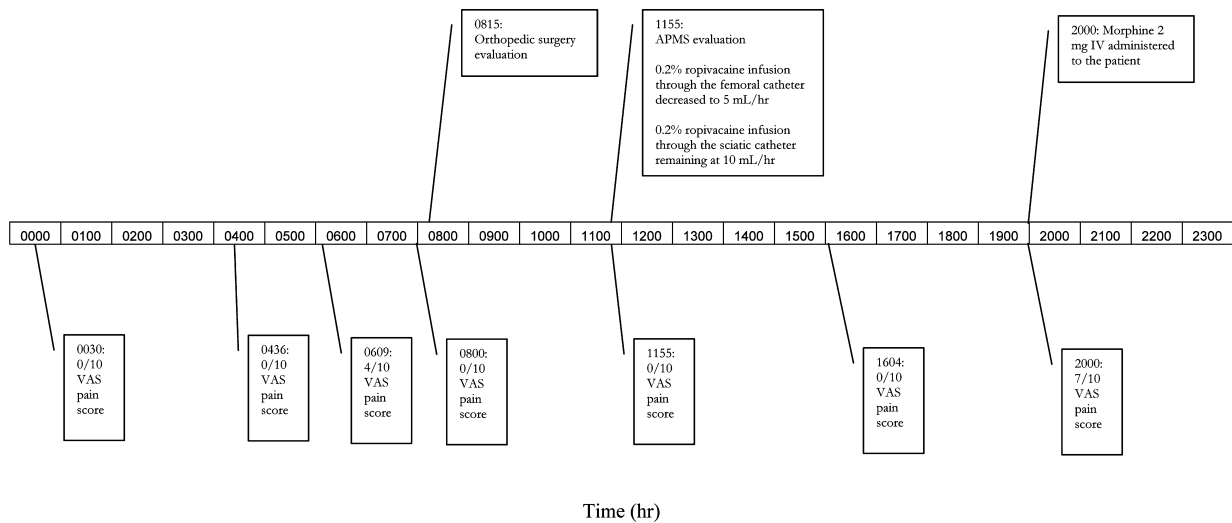 0815:
Orthopedic surgery
evaluation
1155:
APMS evaluation
0.2% ropivacaine infusion
through the femoral catheter
decreased to 5 mL/hr
0.2% ropivacaine infusion
through the sciatic catheter
remaining at 10 mL/hr
2000: Morphine 2
mg IV administered
to the patient
0000 0100 0200 0300 0400 0500 0600 0700 0800 0900 1000 1100 1200 1300 1400 1500 1600 1700 1800 1900 2000 2100 2200 2300
0030:
0/10
VAS
pain
score
0436:
0/10
VAS
pain
score
0609:
4/10
VAS
pain
score
0800:
0/10
VAS
pain
score
1155:
0/10
VAS
pain
score
1604:
0/10
VAS
pain
score
2000:
7/10
VAS
pain
score
Time (hr)